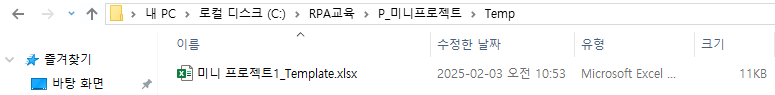 내 PC > 로컬 디스크 (C:) > RPA교육 > P_미니프로젝트 > Temp
이름 수정한 날짜 유형 크기
즐겨찾기
미니 프로젝트1_Template.xlsx 2025-02-03 오전 10:53 Microsoft Excel ... 11KB
바탕 화면